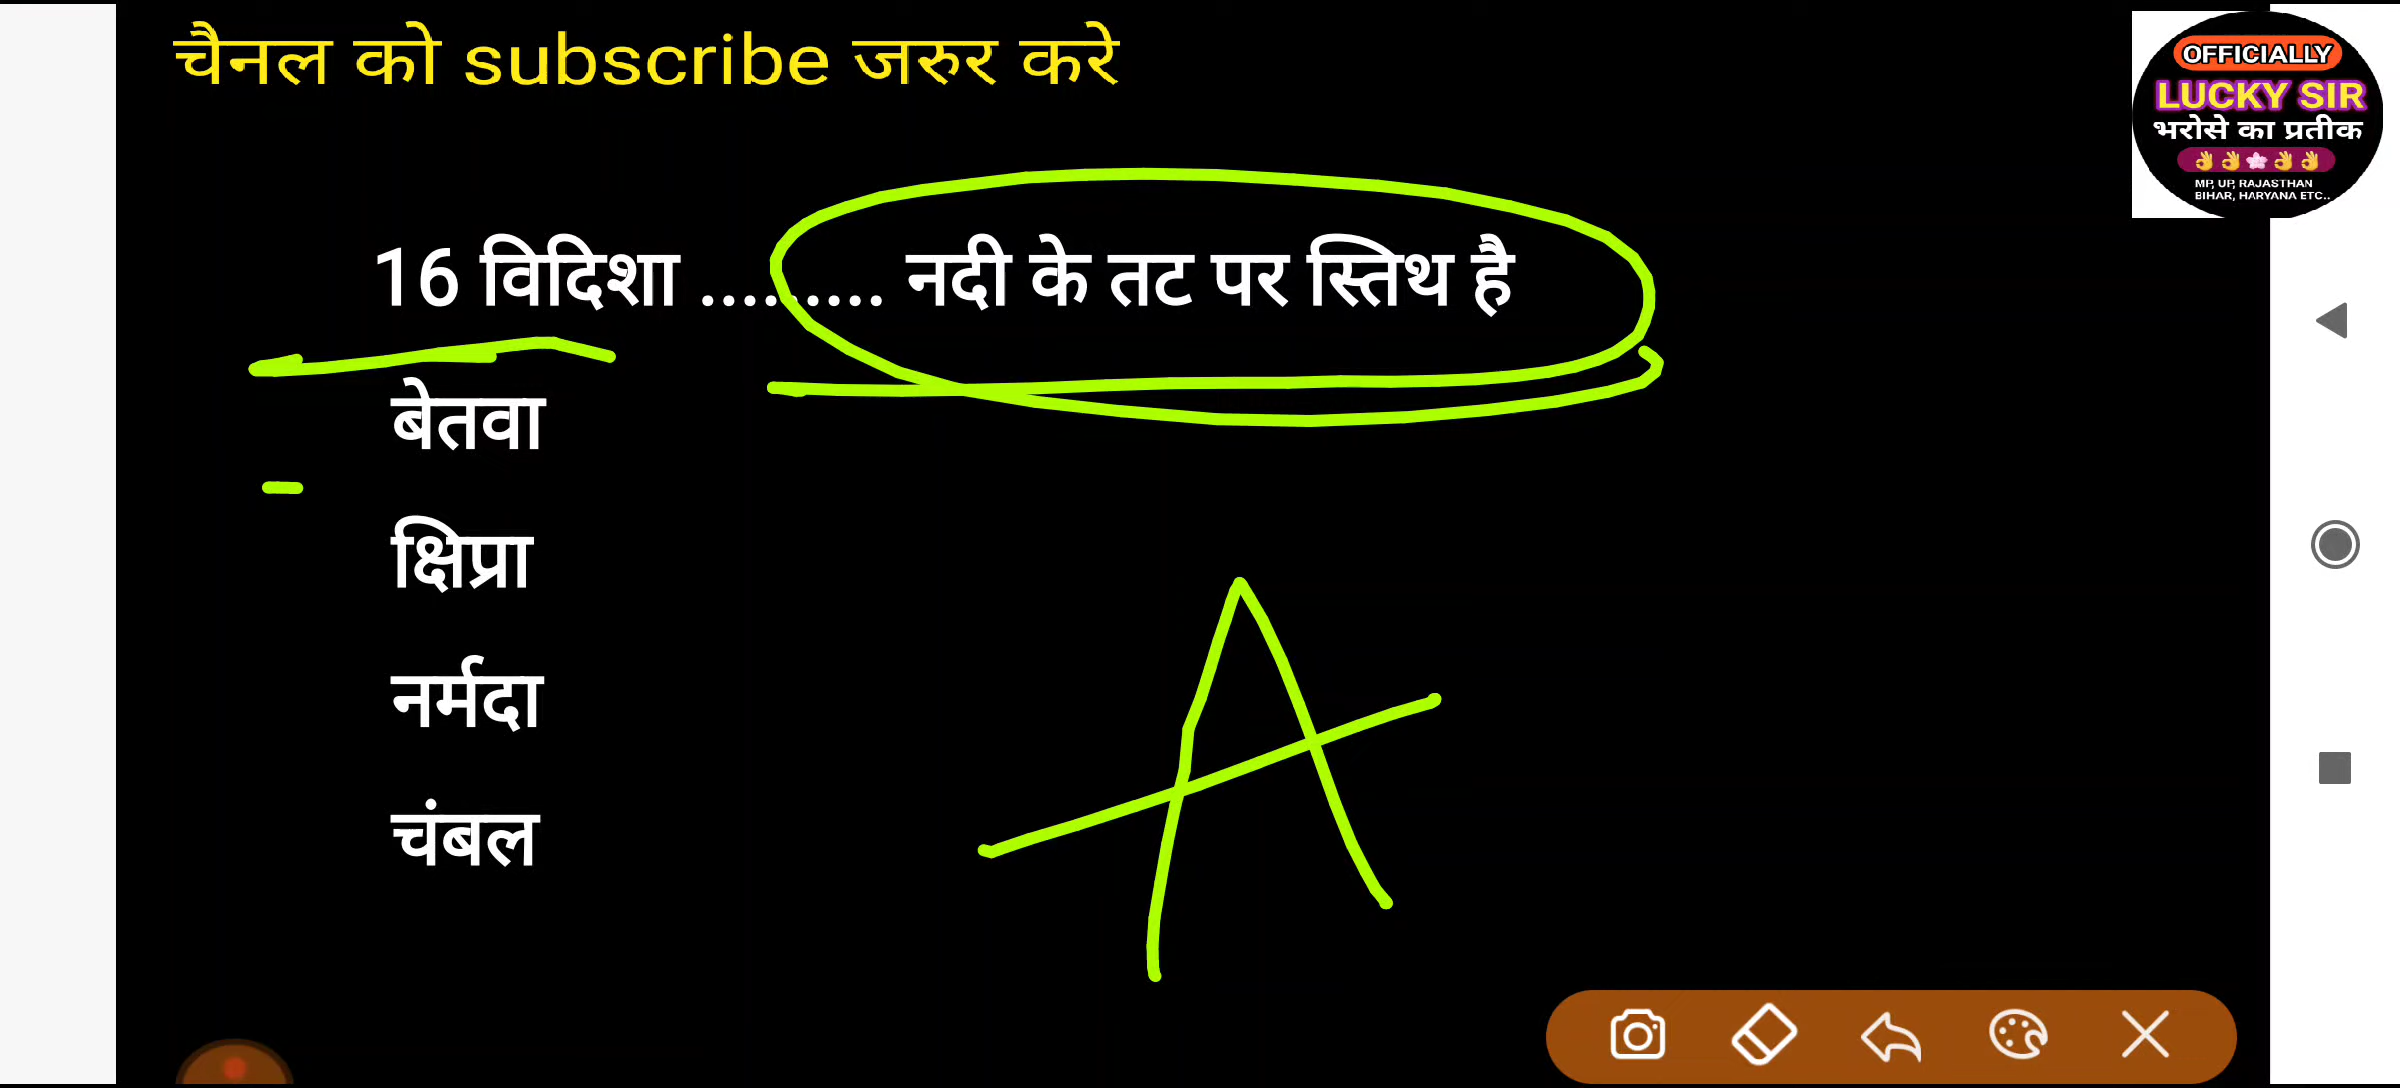 चैनल को subscribe जरुर करे
OFFICIALLY
LUCKY SIR
भरोसे का प्रतीक
MP, UP, RAJASTHAN
BIHAR, HARYANA ETC..
16 विदिशा ......... नदी के तट पर स्तिथ है
बेतवा
क्षिप्रा
नर्मदा
चंबल
A